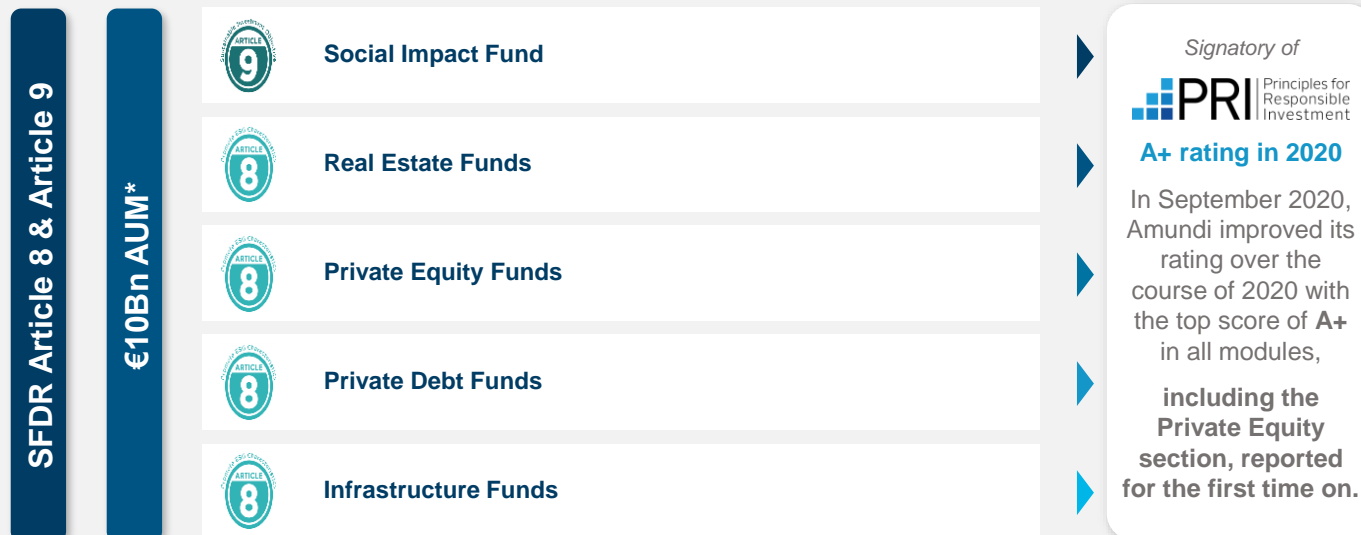 SFDR Article 8 & Article 9
€10Bn AUM*
Sustainable Investment Objective
ARTICLE
9
Social Impact Fund
ARTICLE
8
Real Estate Funds
ARTICLE
8
Private Equity Funds
ARTICLE
8
Private Debt Funds
ARTICLE
8
Infrastructure Funds
Signatory of
PRI
Principles for
Responsible
Investment
A+ rating in 2020
In September 2020,
Amundi improved its
rating over the
course of 2020 with
the top score of A+
in all modules,
including the
Private Equity
section, reported
for the first time on.